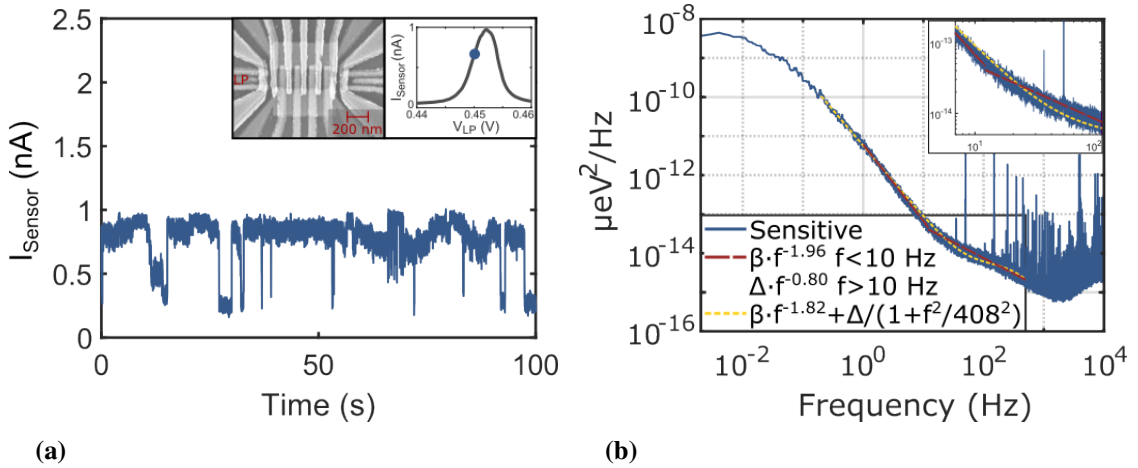 2.5
2
1.5
1
0.5
0
I_Sensor (nA)
0
50
100
Time (s)
LP
200 nm
1
0
I_Sensor (nA)
0.44
0.45
0.46
V_LP (V)
(a)
10^-8
10^-10
10^-12
10^-14
10^-16
μeV^2/Hz
10^-2
10^0
10^2
10^4
Frequency (Hz)
10^-13
10^-14
10^1
10^2
Sensitive
β·f^-1.96 f<10 Hz
Δ·f^-0.80 f>10 Hz
β·f^-1.82+Δ/(1+f^2/408^2)
(b)